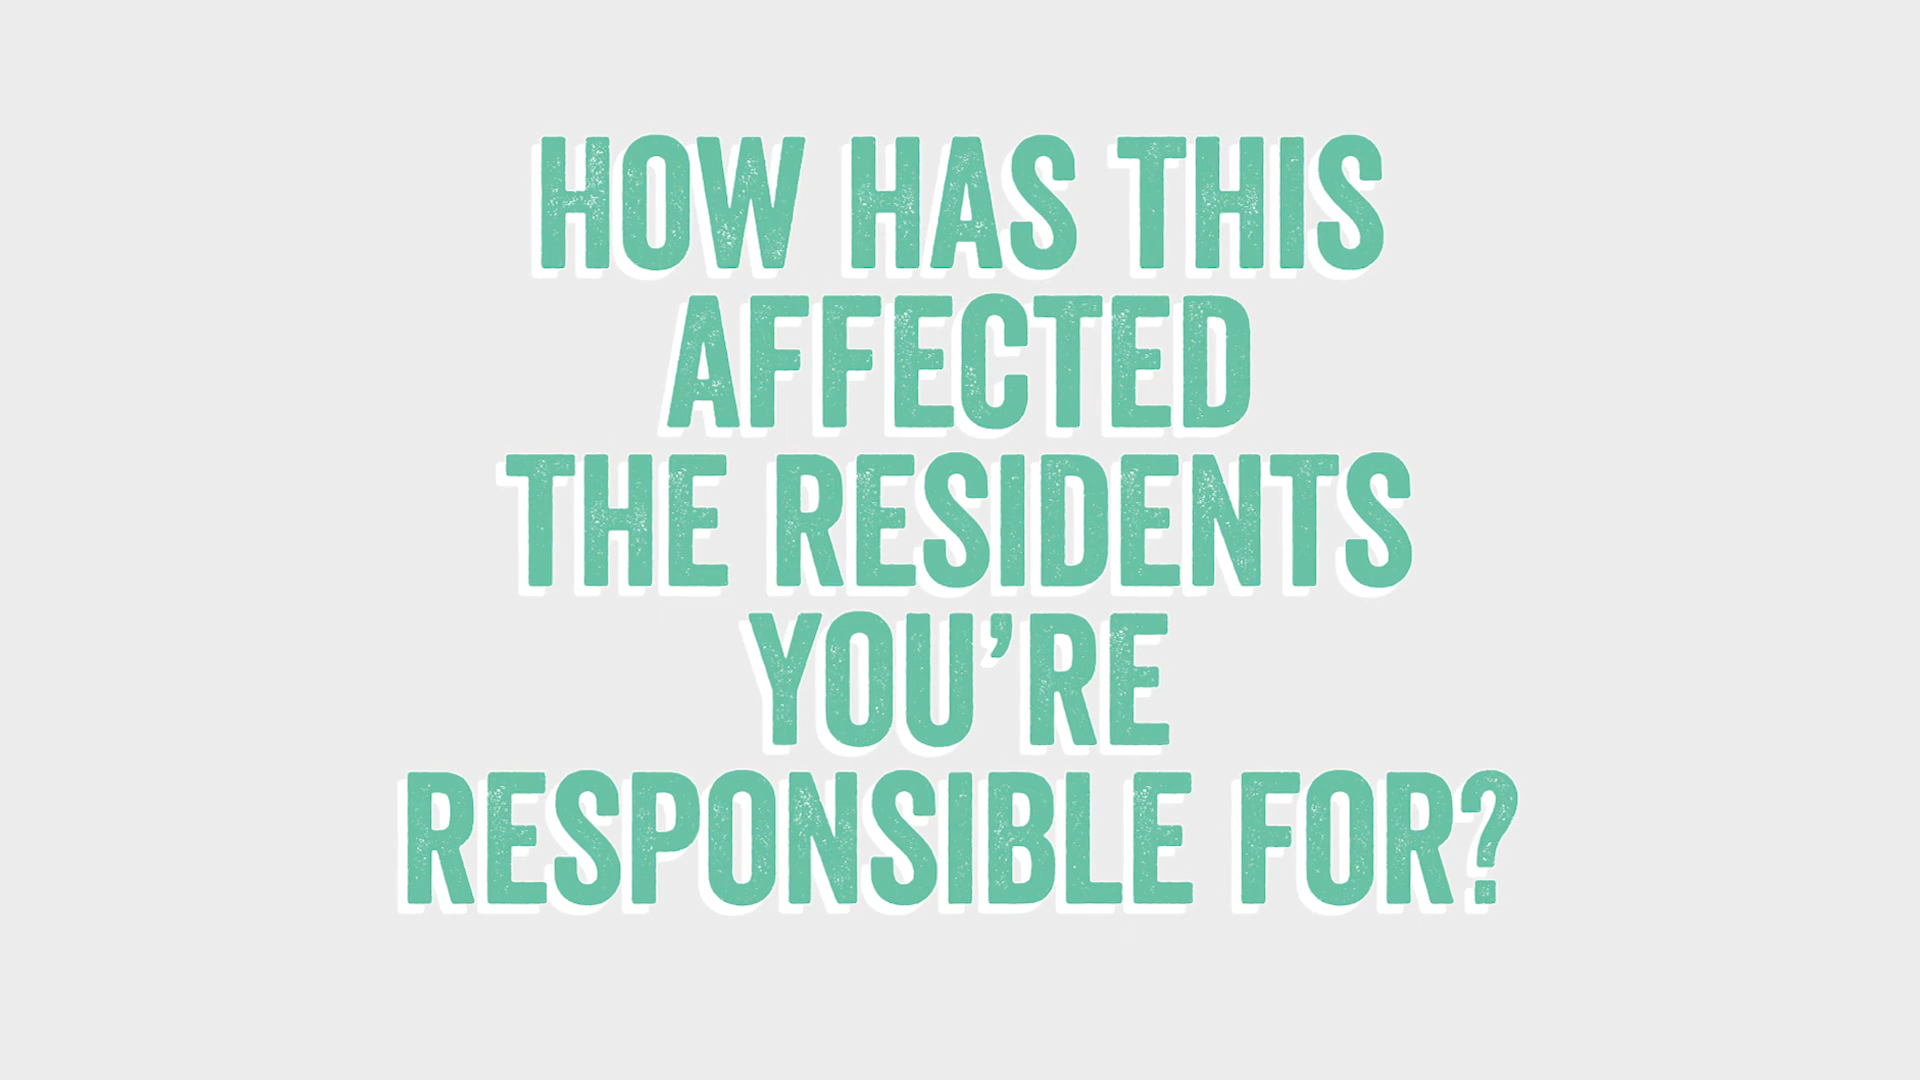 HOW HAS THIS
AFFECTED
THE RESIDENTS
YOU’RE
RESPONSIBLE FOR?